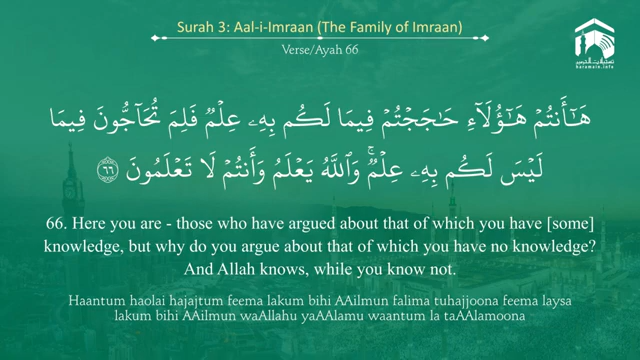 Surah 3: Aal-i-Imraan (The Family of Imraan)
Verse/Ayah 66
haramain.info
هَـٰٓأَنتُمْ هَـٰٓؤُلَآءِ حَـٰجَجْتُمْ فِيمَا لَكُم بِهِۦ عِلْمٌ فَلِمَ تُحَآجُّونَ فِيمَا
لَيْسَ لَكُم بِهِۦ عِلْمٌ ۚ وَٱللَّهُ يَعْلَمُ وَأَنتُمْ لَا تَعْلَمُونَ ٦٦
66. Here you are - those who have argued about that of which you have [some]
knowledge, but why do you argue about that of which you have no knowledge?
And Allah knows, while you know not.
Haantum haolai hajajtum feema lakum bihi AAilmun falima tuhajjoona feema laysa
lakum bihi AAilmun waAllahu yaAAlamu waantum la taAAlamoona